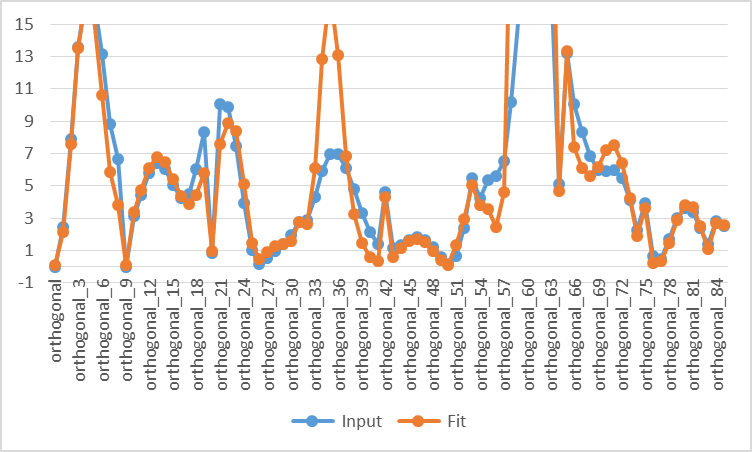 15
13
11
9
7
5
3
1
-1
orthogonal
orthogonal_3
orthogonal_6
orthogonal_9
orthogonal_12
orthogonal_15
orthogonal_18
orthogonal_21
orthogonal_24
orthogonal_27
orthogonal_30
orthogonal_33
orthogonal_36
orthogonal_39
orthogonal_42
orthogonal_45
orthogonal_48
orthogonal_51
orthogonal_54
orthogonal_57
orthogonal_60
orthogonal_63
orthogonal_66
orthogonal_69
orthogonal_72
orthogonal_75
orthogonal_78
orthogonal_81
orthogonal_84
Input Fit